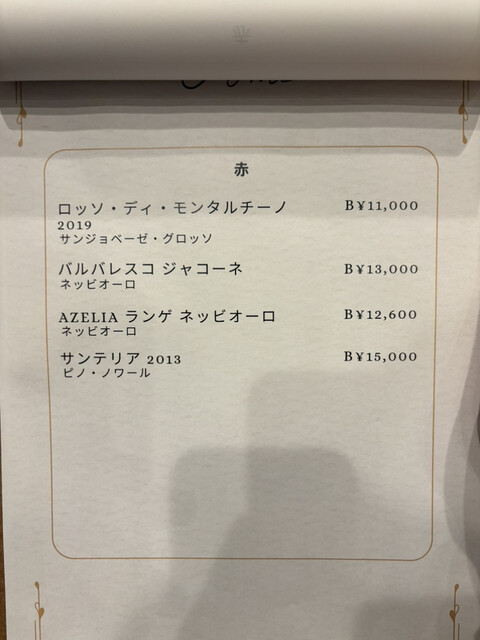 赤
ロッソ・ディ・モンタルチーノ B¥11,000
2019
サンジョベーゼ・グロッソ
バルバレスコ ジャコーネ B¥13,000
ネッビオーロ
AZELIA ランゲ ネッビオーロ B¥12,600
ネッビオーロ
サンテリア 2013 B¥15,000
ピノ・ノワール